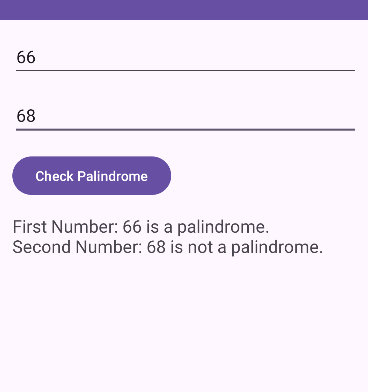 66
68
Check Palindrome
First Number: 66 is a palindrome.
Second Number: 68 is not a palindrome.